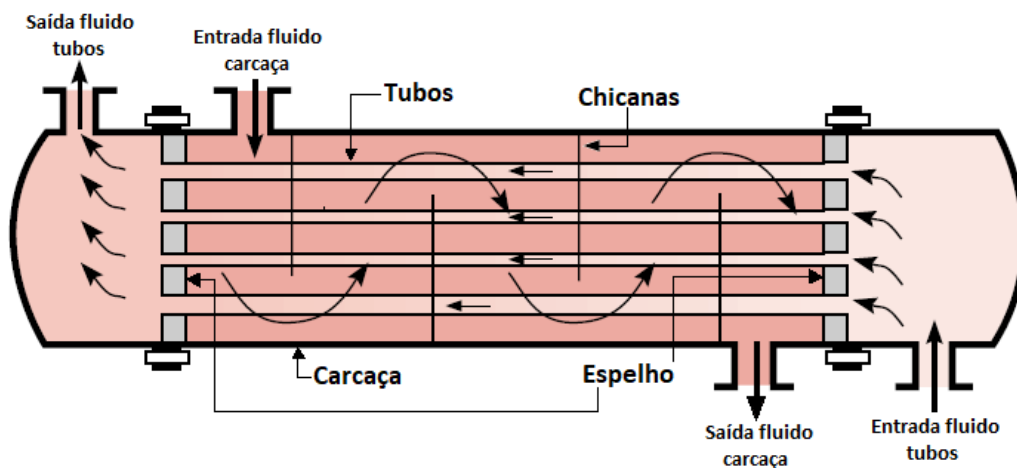 Saída fluido
tubos
Entrada fluido
carcaça
Tubos
Chicanas
Carcaça
Espelho
Saída fluido
carcaça
Entrada fluido
tubos